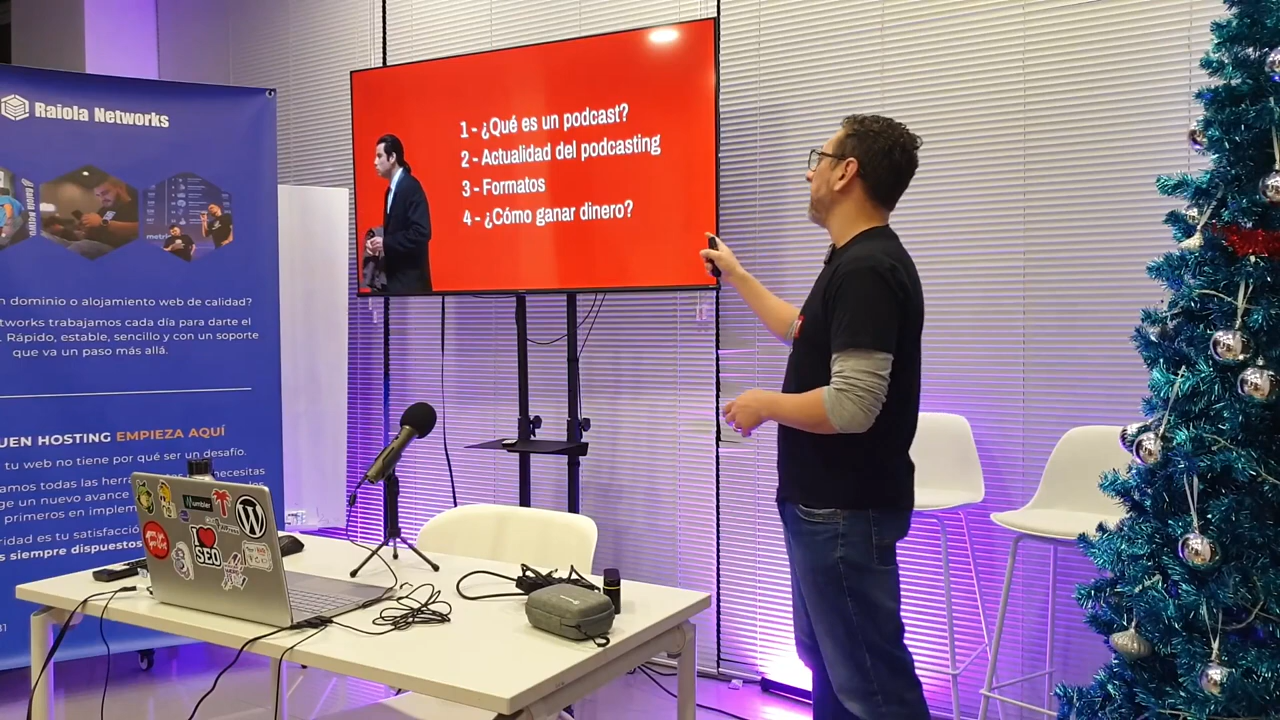 Raiola Networks
1 - ¿Qué es un podcast?
2 - Actualidad del podcasting
3 - Formatos
4 - ¿Cómo ganar dinero?
dominio o alojamiento web de calidad?
tworks trabajamos cada día para darte el
. Rápido, estable, sencillo y con un soporte
que va un paso más allá.
UEN HOSTING EMPIEZA AQUÍ
tu web no tiene por qué ser un desafío.
amos todas las herra
necesitas
ge un nuevo avance
primeros en implem
ridad es tu satisfacció
s siempre dispuestos
I
SEO